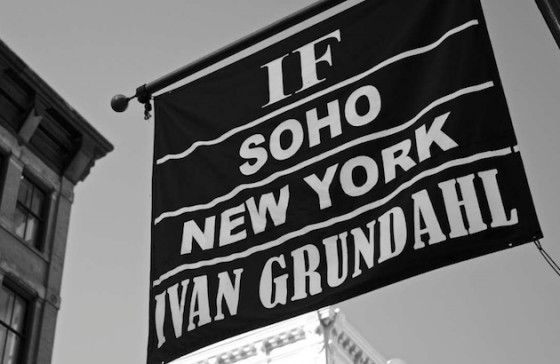 IF
SOHO
NEW YORK
IVAN GRUNDAHL